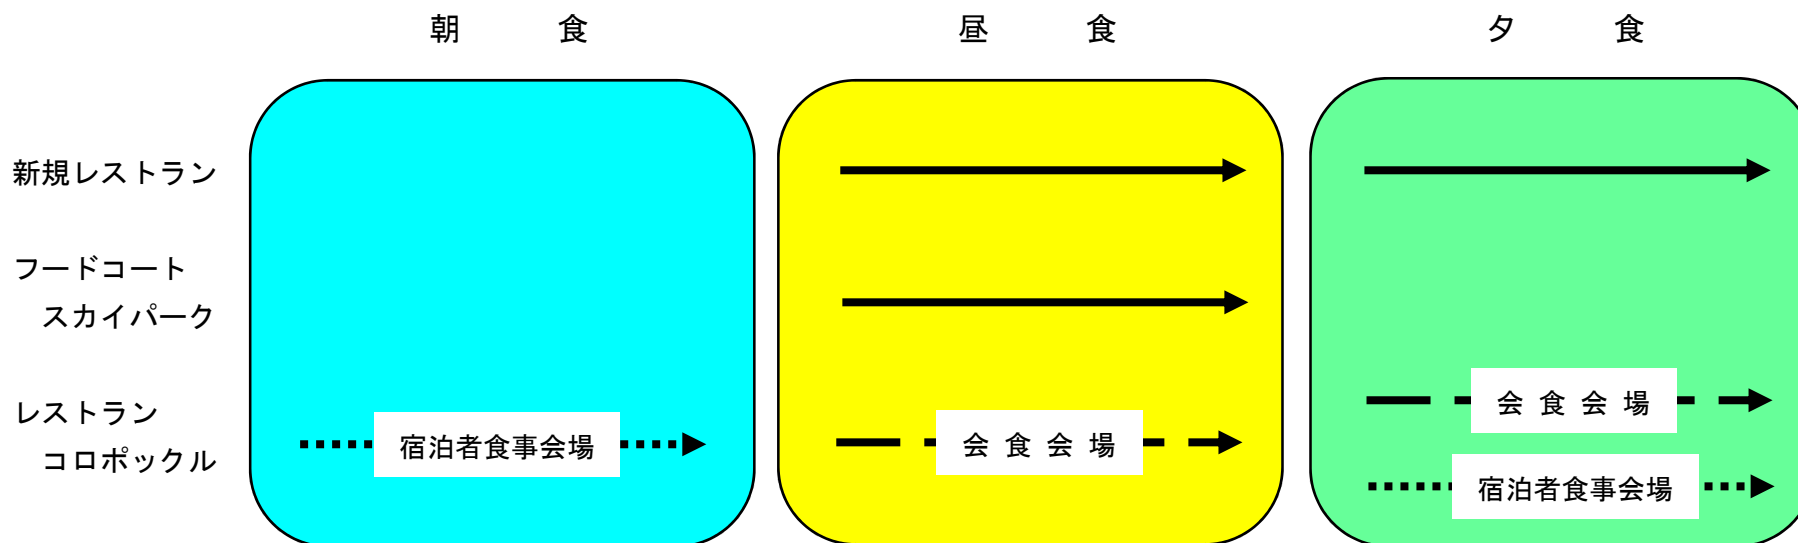 朝食
昼食
夕食
新規レストラン
フードコート
スカイパーク
レストラン
コロポックル
宿泊者食事会場
会食会場
会食会場
宿泊者食事会場